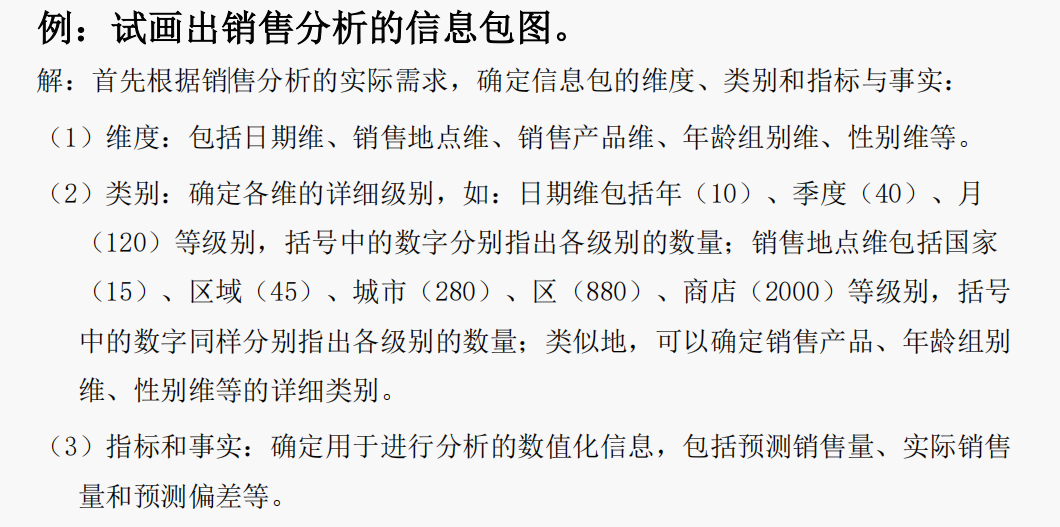 例：试画出销售分析的信息包图。
解：首先根据销售分析的实际需求，确定信息包的维度、类别和指标与事实：
（1）维度：包括日期维、销售地点维、销售产品维、年龄组别维、性别维等。
（2）类别：确定各维的详细级别，如：日期维包括年（10）、季度（40）、月
（120）等级别，括号中的数字分别指出各级别的数量；销售地点维包括国家
（15）、区域（45）、城市（280）、区（880）、商店（2000）等级别，括号
中的数字同样分别指出各级别的数量；类似地，可以确定销售产品、年龄组别
维、性别维等的详细类别。
（3）指标和事实：确定用于进行分析的数值化信息，包括预测销售量、实际销售
量和预测偏差等。